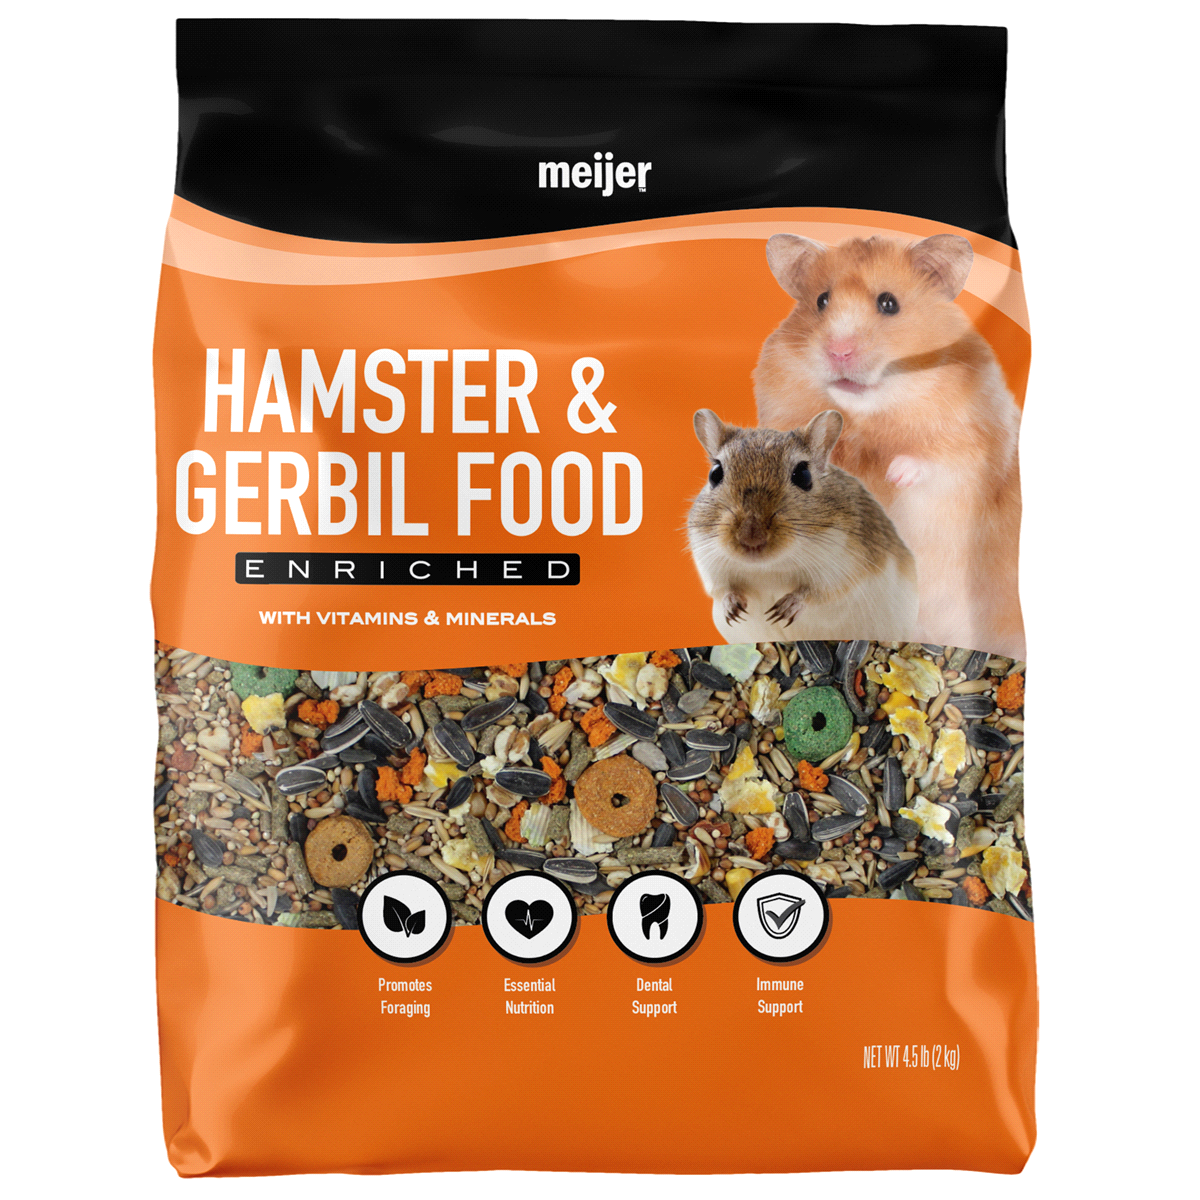 meijer™
HAMSTER &
GERBIL FOOD
ENRICHED
WITH VITAMINS & MINERALS
Promotes
Foraging
Essential
Nutrition
Dental
Support
Immune
Support
NET WT 4.5 lb (2 kg)